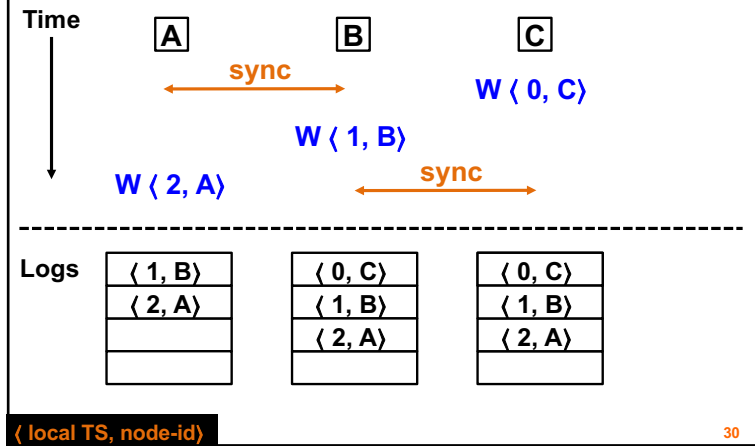 Time
A B C
sync
W ⟨ 0, C⟩
W ⟨ 1, B⟩
sync
W ⟨ 2, A⟩
Logs
⟨ 1, B⟩ ⟨ 0, C⟩ ⟨ 0, C⟩
⟨ 2, A⟩ ⟨ 1, B⟩ ⟨ 1, B⟩
⟨ 2, A⟩ ⟨ 2, A⟩
⟨ local TS, node-id⟩
30